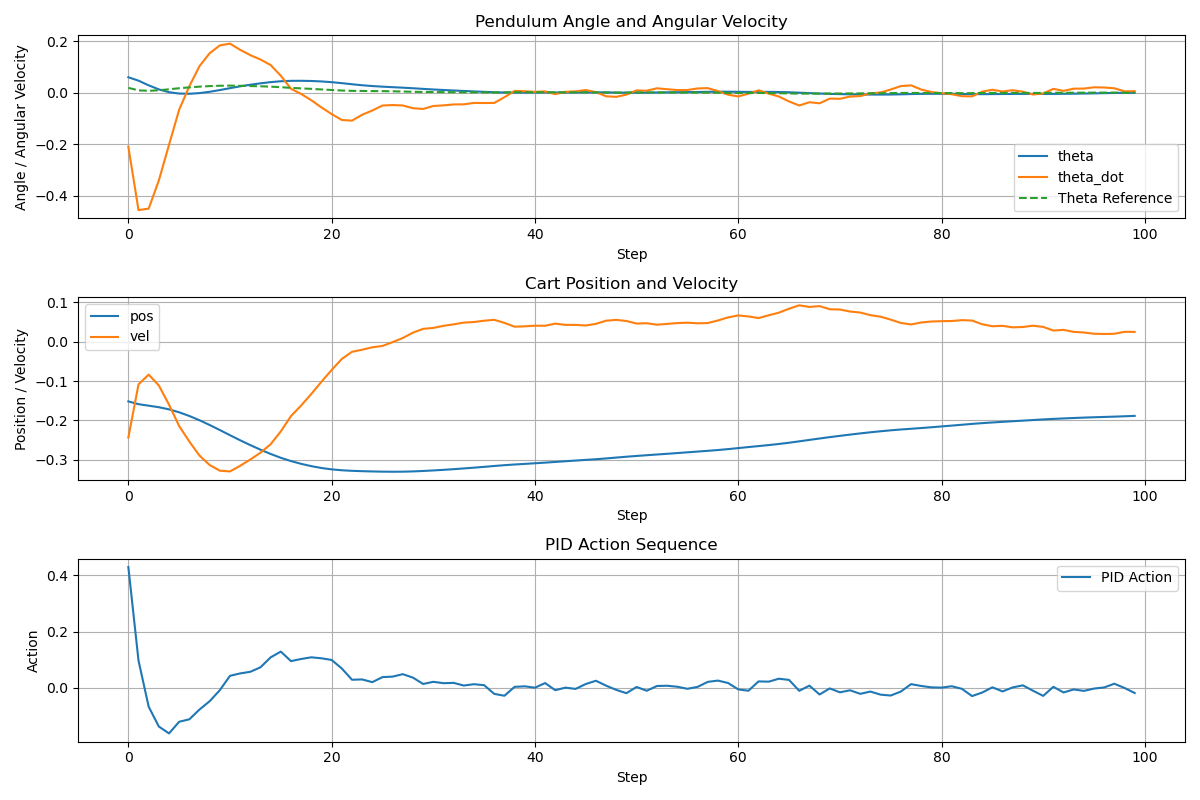 Pendulum Angle and Angular Velocity
Angle / Angular Velocity
0.2
0.0
−0.2
−0.4
theta
theta_dot
Theta Reference
0 20 40 60 80 100
Step
Cart Position and Velocity
Position / Velocity
0.1
0.0
−0.1
−0.2
−0.3
pos
vel
0 20 40 60 80 100
Step
PID Action Sequence
Action
0.4
0.2
0.0
PID Action
0 20 40 60 80 100
Step